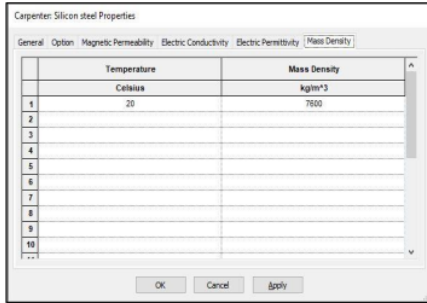 Carpenter: Silicon steel Properties
General Option Magnetic Permeability Electric Conductivity Electric Permittivity Mass Density
Temperature Mass Density
Celsius kg/m^3
1 20 7600
2
3
4
5
6
7
8
9
10
OK Cancel Apply